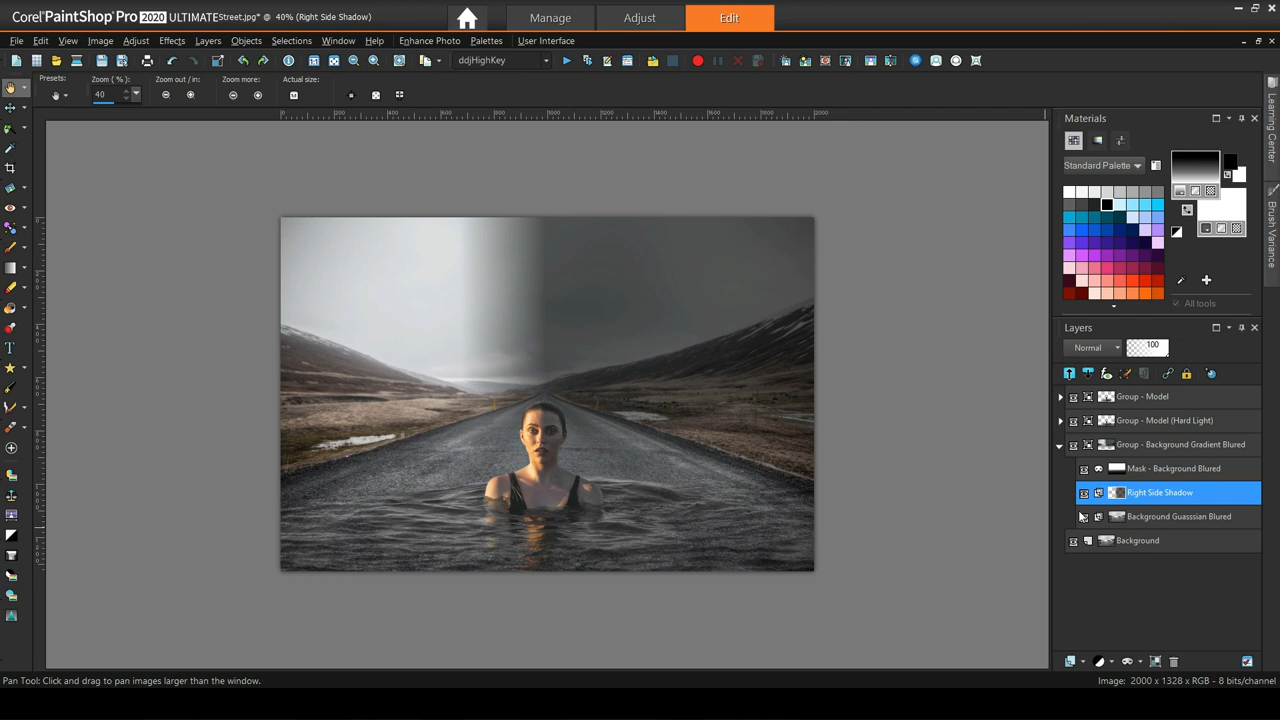 Corel PaintShop Pro 2020 ULTIMATE Street.jpg* @ 40% (Right Side Shadow)
Manage
Adjust
Edit
File Edit View Image Adjust Effects Layers Objects Selections Window Help Enhance Photo Palettes User Interface
ddjHighKey
Presets:
Zoom ( % ):
Zoom out / in:
Zoom more:
Actual size:
40
Materials
Standard Palette
All tools
Learning Center
Brush Variance
Layers
Normal
100
Group - Model
Group - Model (Hard Light)
Group - Background Gradient Blured
Mask - Background Blured
Right Side Shadow
Background Guassian Blured
Background
Pan Tool: Click and drag to pan images larger than the window.
Image: 2000 x 1328 x RGB - 8 bits/channel